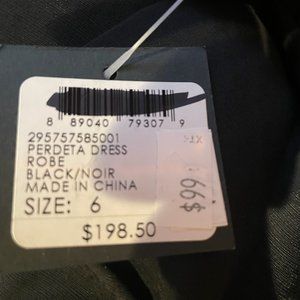 8 89040 79307 9
295757585001
PERDETA DRESS
ROBE
BLACK/NOIR
MADE IN CHINA
SIZE: 6
$198.50
$99